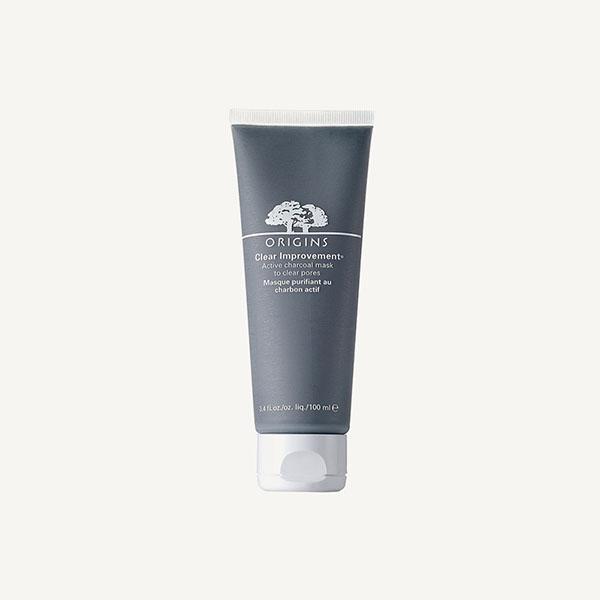 ORIGINS
Clear Improvement®
Active charcoal mask
to clear pores
Masque purifiant au
charbon actif
3.4 fl.oz./oz. liq./100 ml ℮